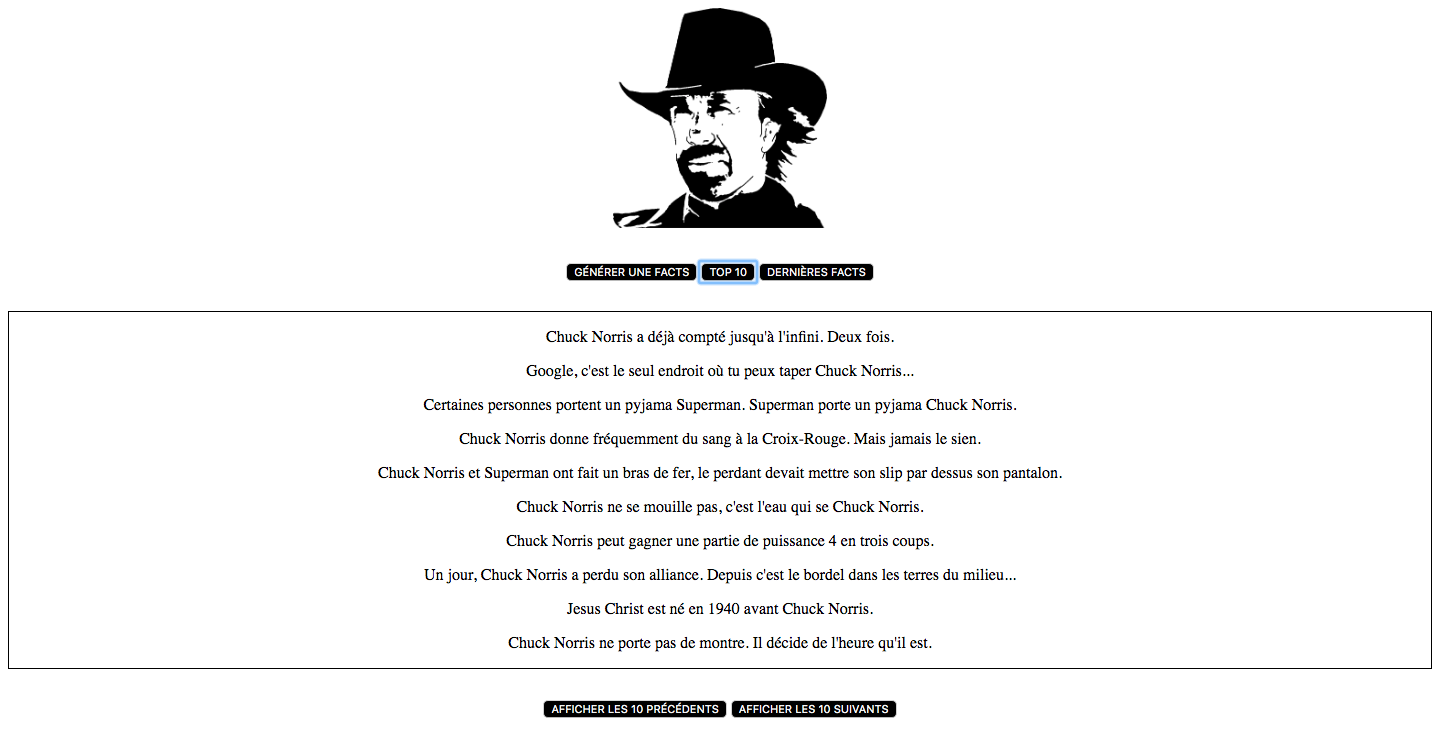 GÉNÉRER UNE FACTS TOP 10 DERNIÈRES FACTS
Chuck Norris a déjà compté jusqu'à l'infini. Deux fois.
Google, c'est le seul endroit où tu peux taper Chuck Norris...
Certaines personnes portent un pyjama Superman. Superman porte un pyjama Chuck Norris.
Chuck Norris donne fréquemment du sang à la Croix-Rouge. Mais jamais le sien.
Chuck Norris et Superman ont fait un bras de fer, le perdant devait mettre son slip par dessus son pantalon.
Chuck Norris ne se mouille pas, c'est l'eau qui se Chuck Norris.
Chuck Norris peut gagner une partie de puissance 4 en trois coups.
Un jour, Chuck Norris a perdu son alliance. Depuis c'est le bordel dans les terres du milieu...
Jesus Christ est né en 1940 avant Chuck Norris.
Chuck Norris ne porte pas de montre. Il décide de l'heure qu'il est.
AFFICHER LES 10 PRÉCÉDENTS AFFICHER LES 10 SUIVANTS